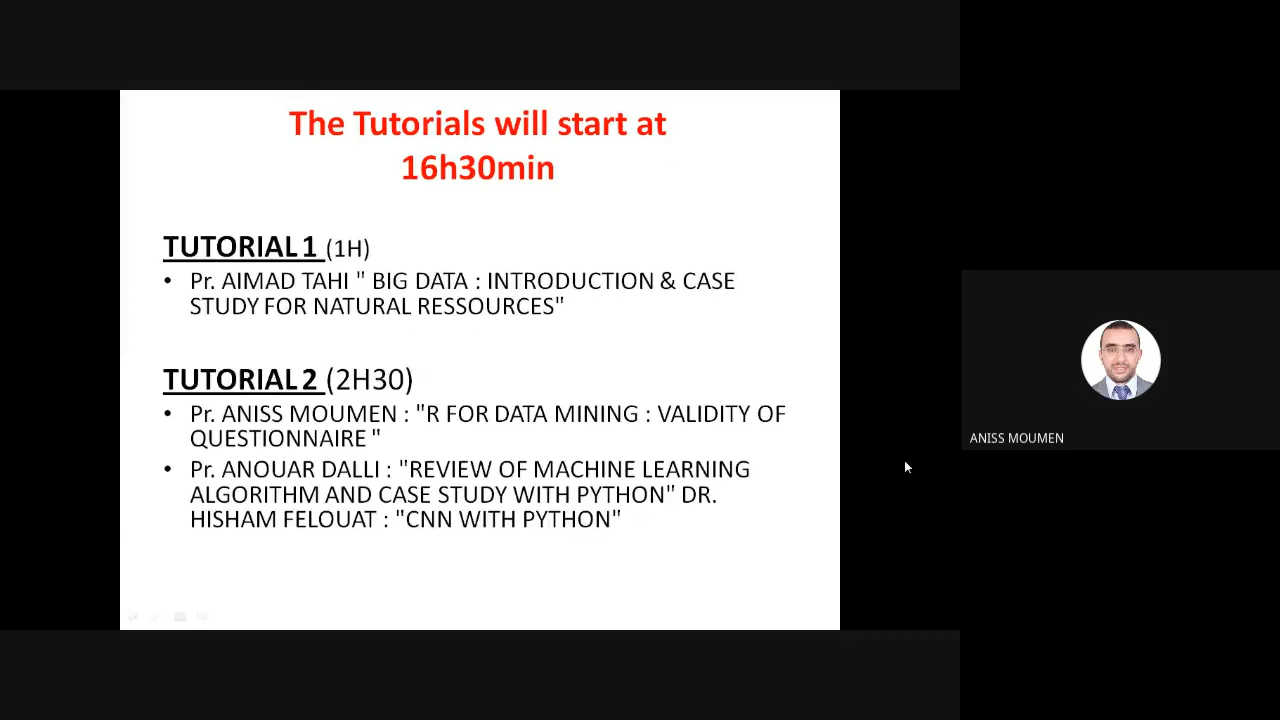 The Tutorials will start at
16h30min
TUTORIAL 1 (1H)
• Pr. AIMAD TAHI " BIG DATA : INTRODUCTION & CASE
STUDY FOR NATURAL RESSOURCES"
TUTORIAL 2 (2H30)
• Pr. ANISS MOUMEN : "R FOR DATA MINING : VALIDITY OF
QUESTIONNAIRE "
• Pr. ANOUAR DALLI : "REVIEW OF MACHINE LEARNING
ALGORITHM AND CASE STUDY WITH PYTHON" DR.
HISHAM FELOUAT : "CNN WITH PYTHON"
ANISS MOUMEN